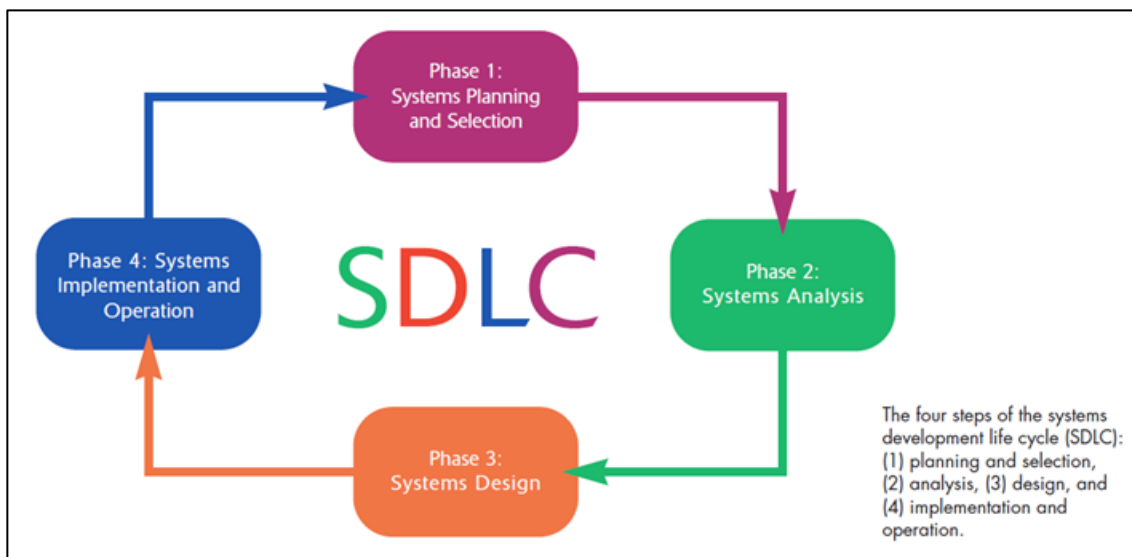 Phase 1:
Systems Planning
and Selection
Phase 4: Systems
Implementation and
Operation
SDLC
Phase 2:
Systems Analysis
Phase 3:
Systems Design
The four steps of the systems
development life cycle (SDLC):
(1) planning and selection,
(2) analysis, (3) design, and
(4) implementation and
operation.